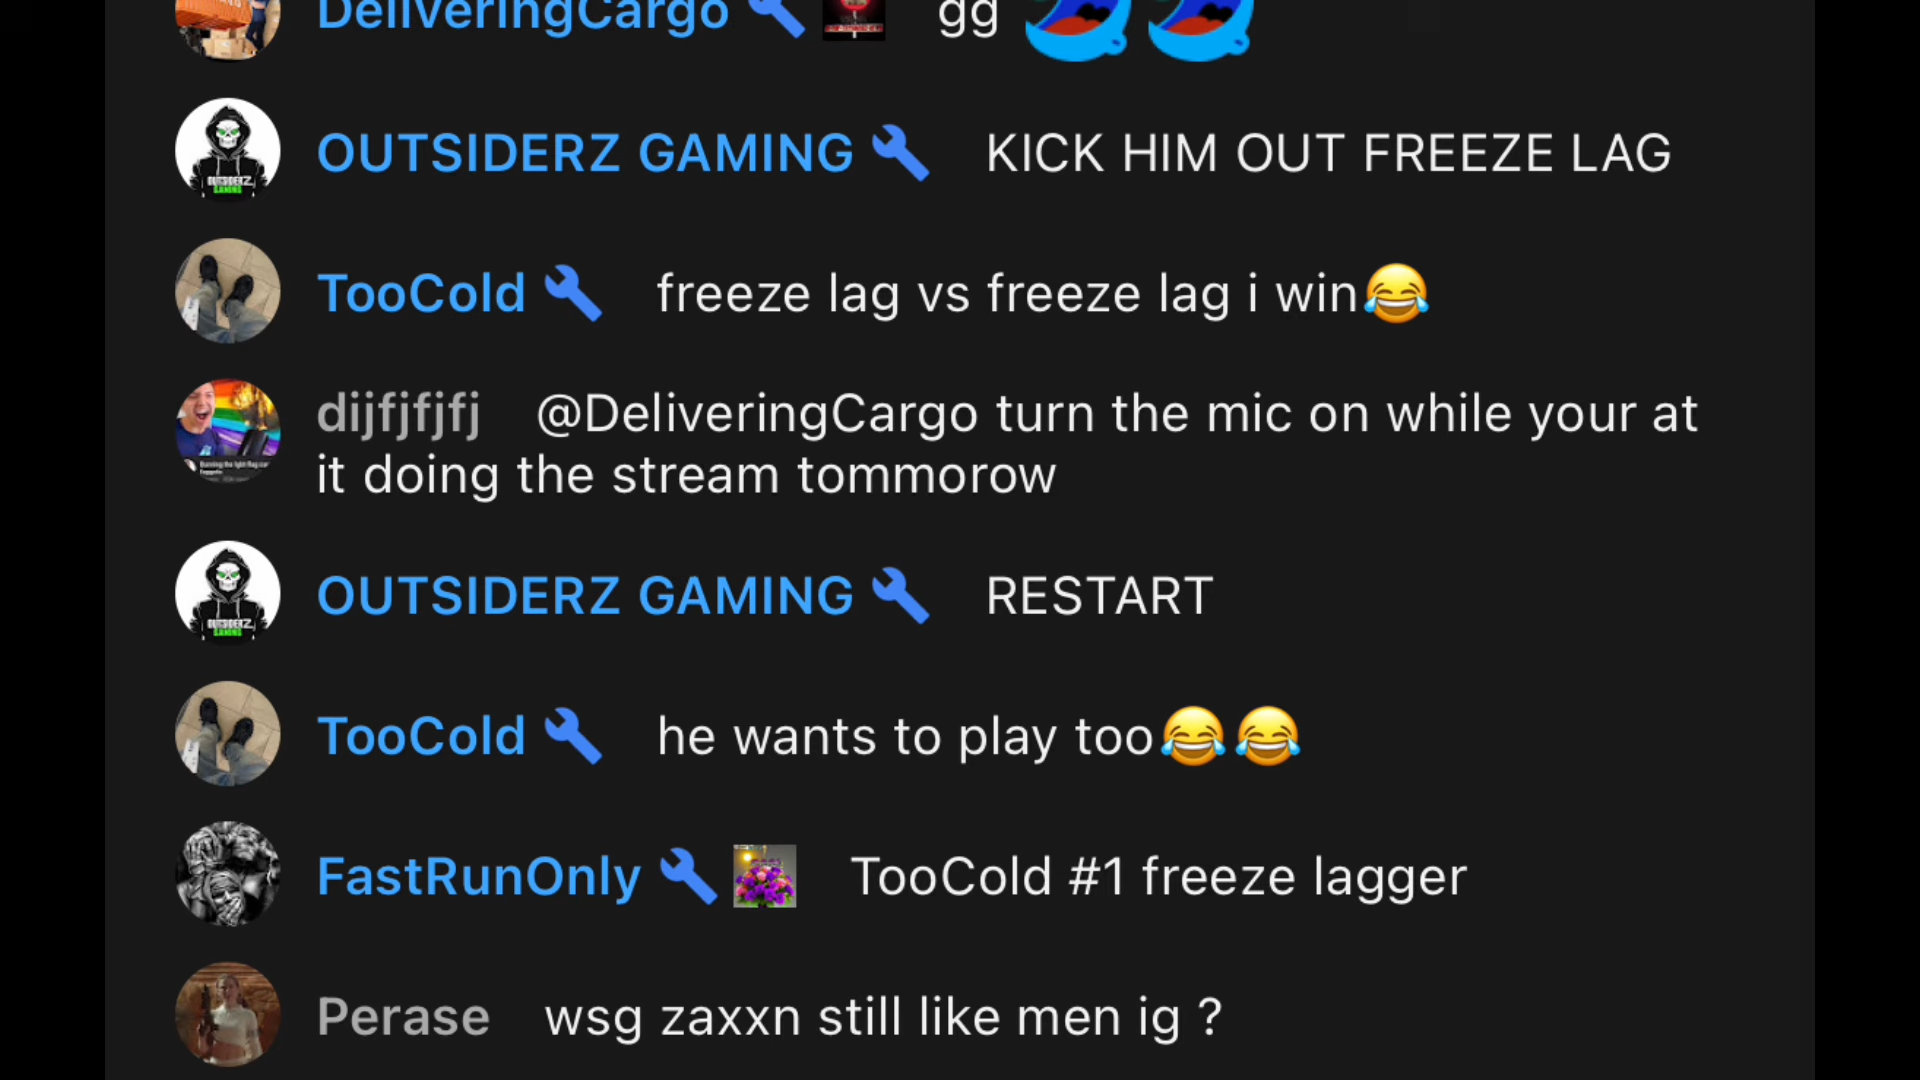 DeliveringCargo gg
OUTSIDERZ GAMING KICK HIM OUT FREEZE LAG
TooCold freeze lag vs freeze lag i win😂
dijfjfjfj @DeliveringCargo turn the mic on while your at
it doing the stream tommorow
OUTSIDERZ GAMING RESTART
TooCold he wants to play too😂😂
FastRunOnly TooCold #1 freeze lagger
Perase wsg zaxxn still like men ig ?